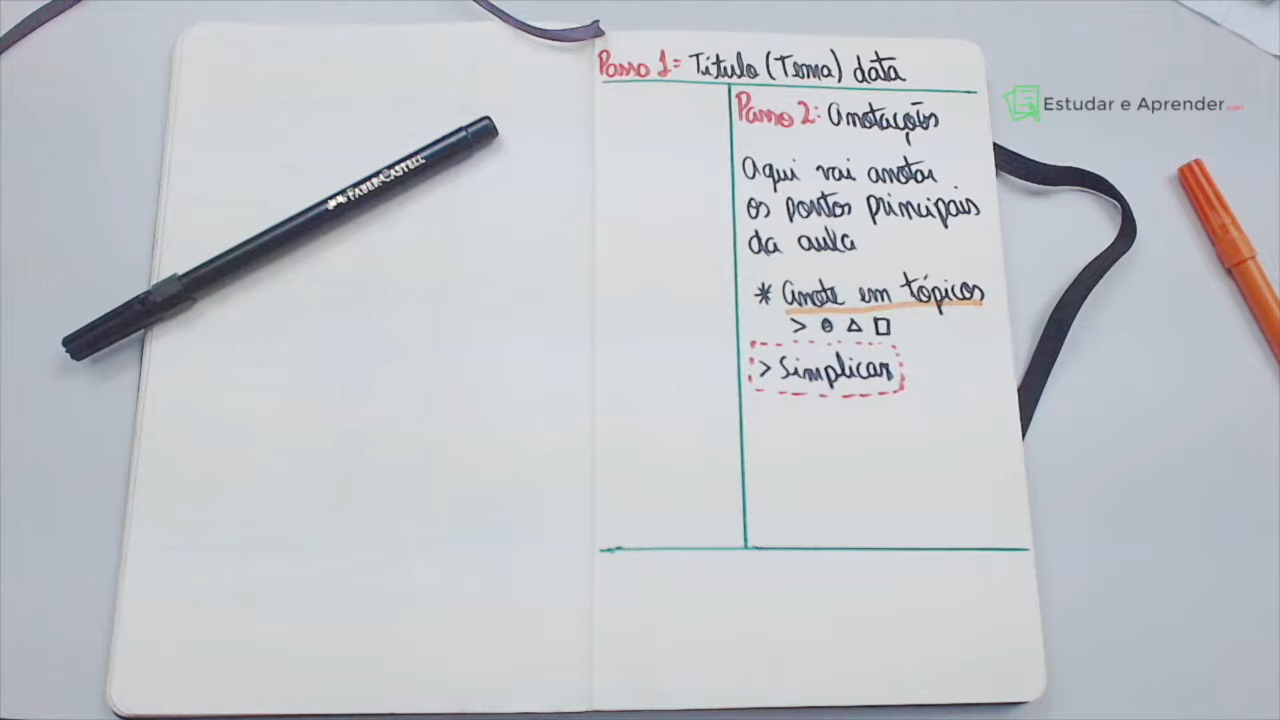 Passo 1: Título (Tema) data
Passo 2: Anotações
Aqui vai anotar
os pontos principais
da aula
* Anote em tópicos
> Simplicar
FABER-CASTELL
Estudar e Aprender.com